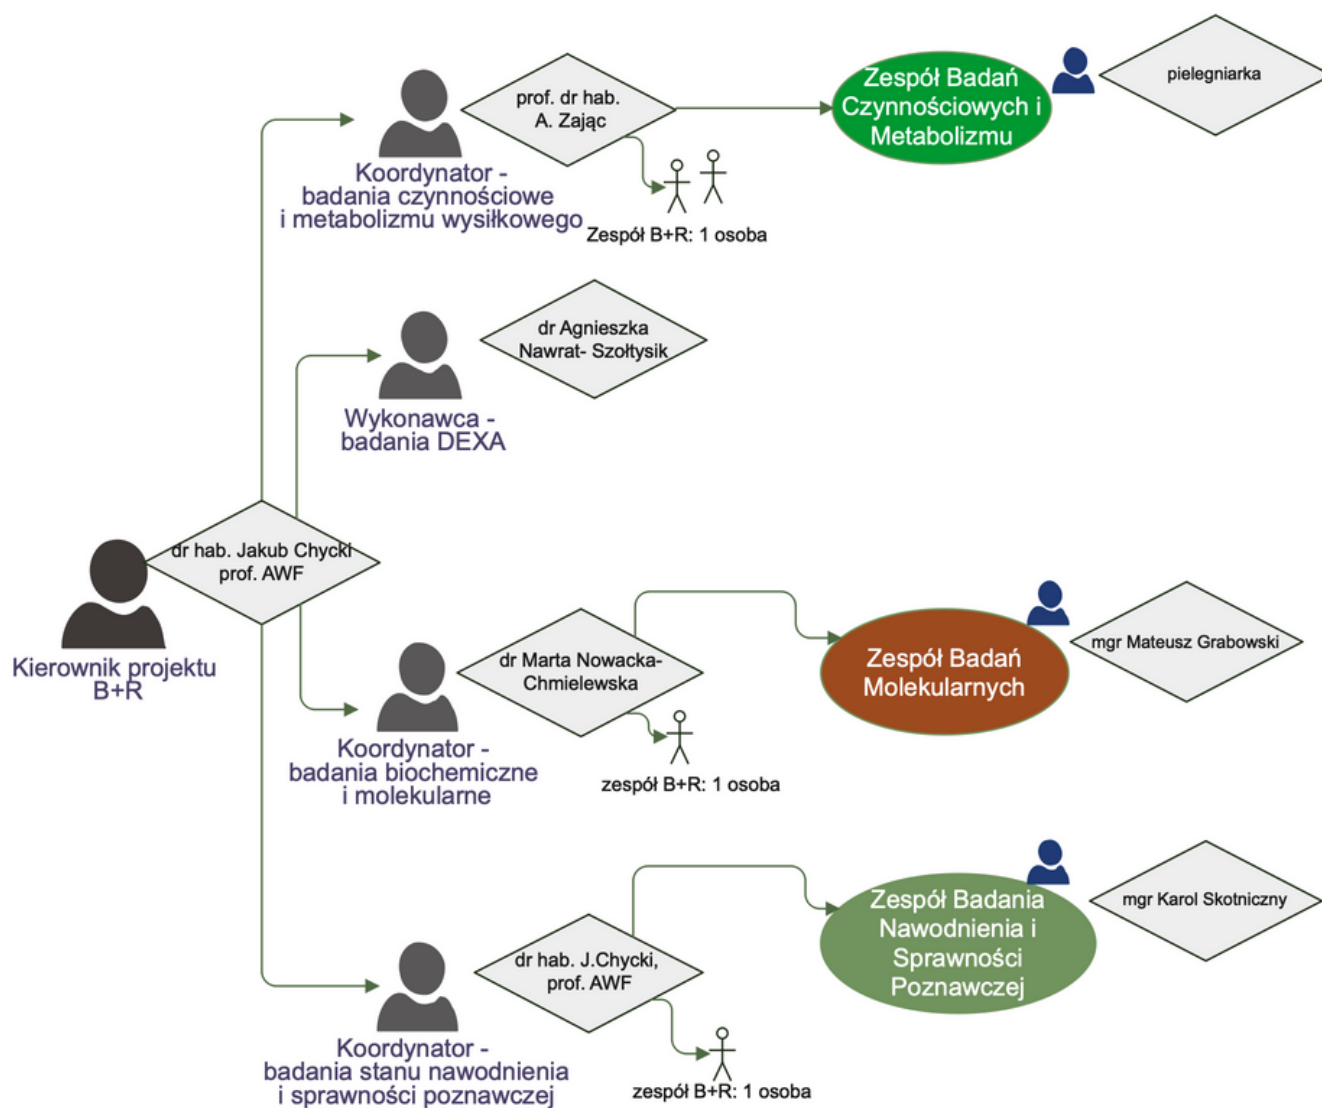 prof. dr hab.
A. Zając
Zespół Badań
Czynnościowych i
Metabolizmu
pielegniarka
Koordynator -
badania czynnościowe
i metabolizmu wysiłkowego
Zespół B+R: 1 osoba
dr Agnieszka
Nawrat- Szołtysik
Wykonawca -
badania DEXA
dr hab. Jakub Chycki
prof. AWF
Kierownik projektu
B+R
dr Marta Nowacka-
Chmielewska
Zespół Badań
Molekularnych
mgr Mateusz Grabowski
Koordynator -
badania biochemiczne
i molekularne
zespół B+R: 1 osoba
dr hab. J.Chycki,
prof. AWF
Zespół Badania
Nawodnienia i
Sprawności
Poznawczej
mgr Karol Skotniczny
Koordynator -
badania stanu nawodnienia
i sprawności poznawczej
zespół B+R: 1 osoba